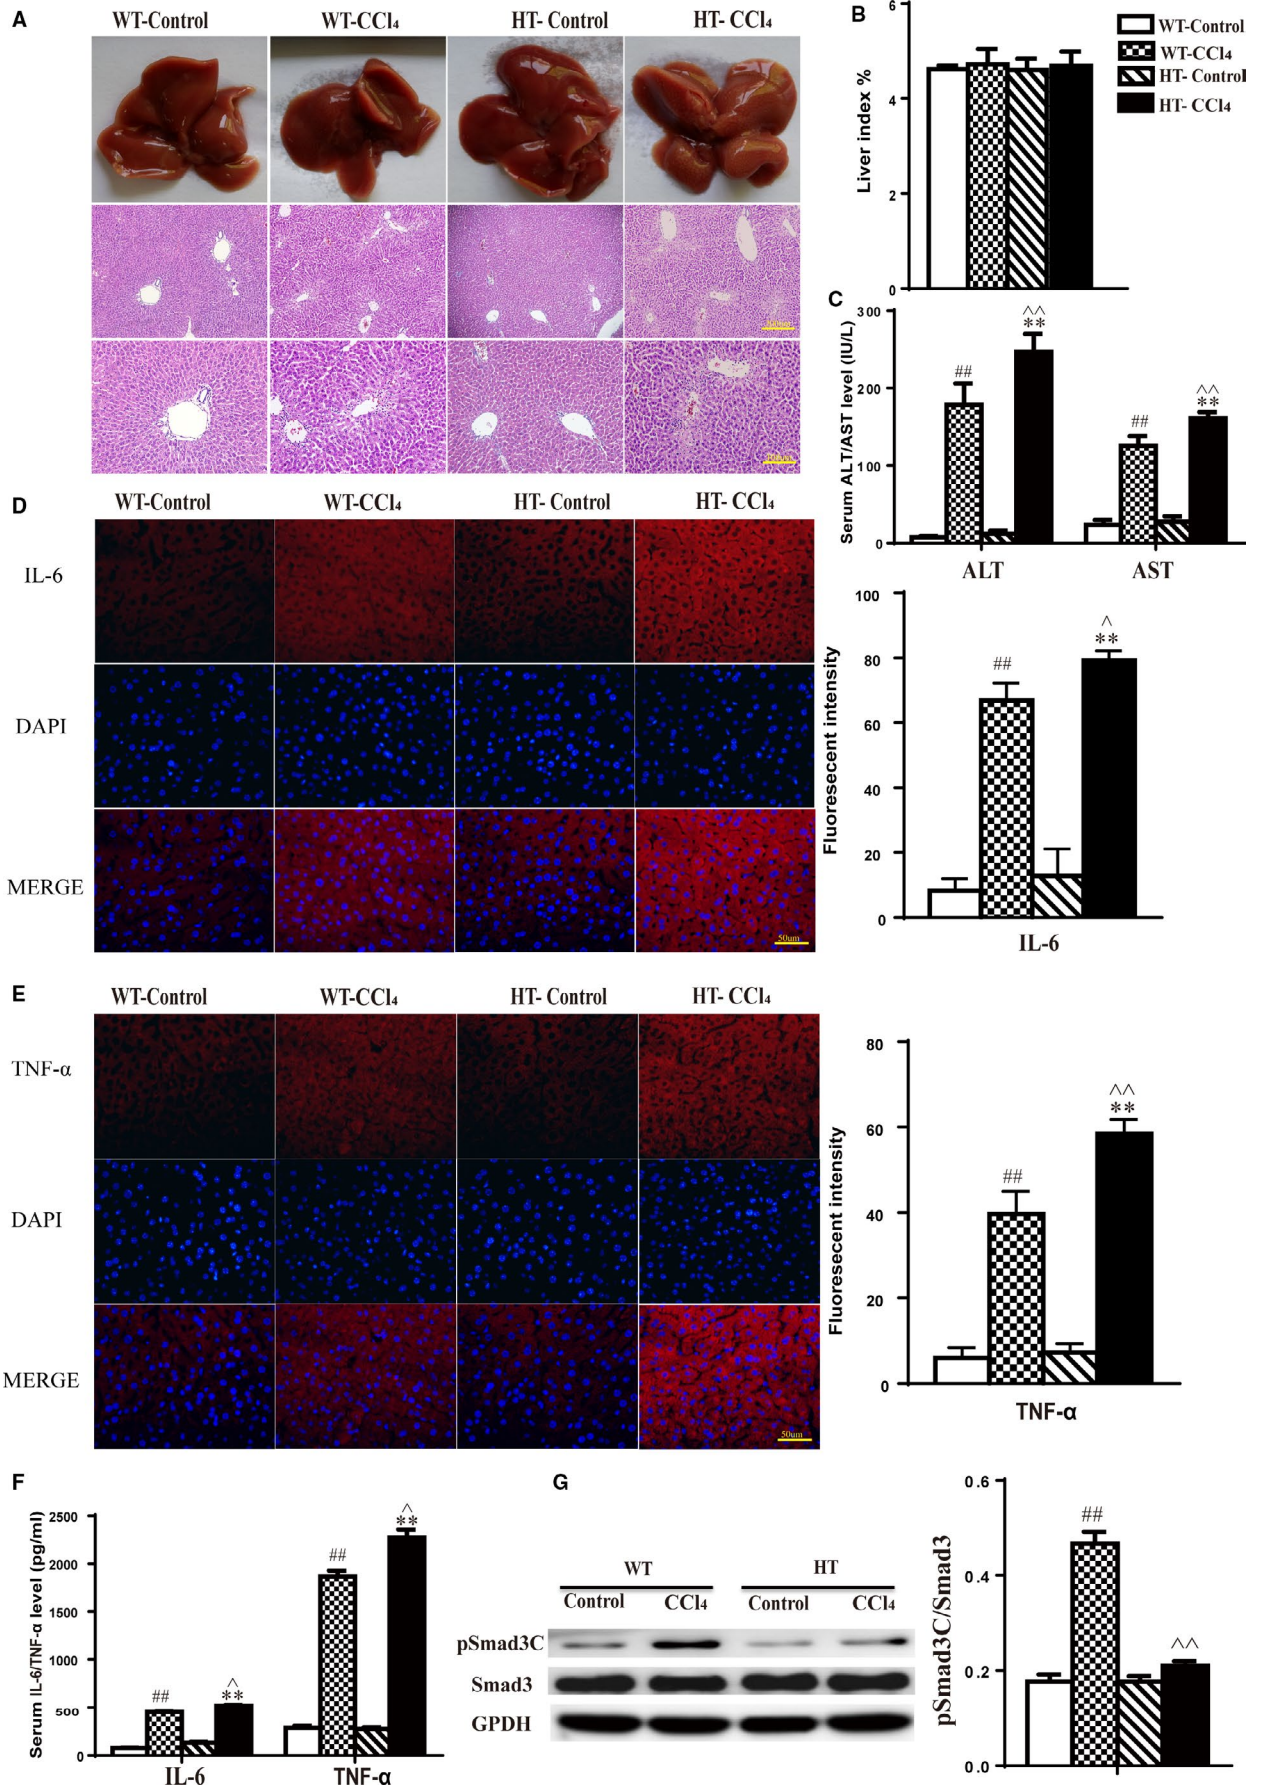 A
WT-Control WT-CCl₄ HT- Control HT- CCl₄
100um
B
6
4
2
0
Liver index %
WT-Control
WT-CCl₄
HT- Control
HT- CCl₄
C
300
200
100
0
Serum ALT/AST level (IU/L)
## ^^ ** ## ^^ **
ALT AST
D
WT-Control WT-CCl₄ HT- Control HT- CCl₄
IL-6
DAPI
MERGE
50um
100
80
60
40
20
0
Fluoresecent intensity
## ^ **
IL-6
E
WT-Control WT-CCl₄ HT- Control HT- CCl₄
TNF-α
DAPI
MERGE
50um
80
60
40
20
0
Fluoresecent intensity
## ^^ **
TNF-α
F
2500
2000
1500
1000
500
0
Serum IL-6/TNF-α level (pg/ml)
## ^ ** ## ^ **
IL-6 TNF-α
G
WT HT
Control CCl₄ Control CCl₄
pSmad3C
Smad3
GPDH
0.6
0.4
0.2
0.0
pSmad3C/Smad3
## ^^